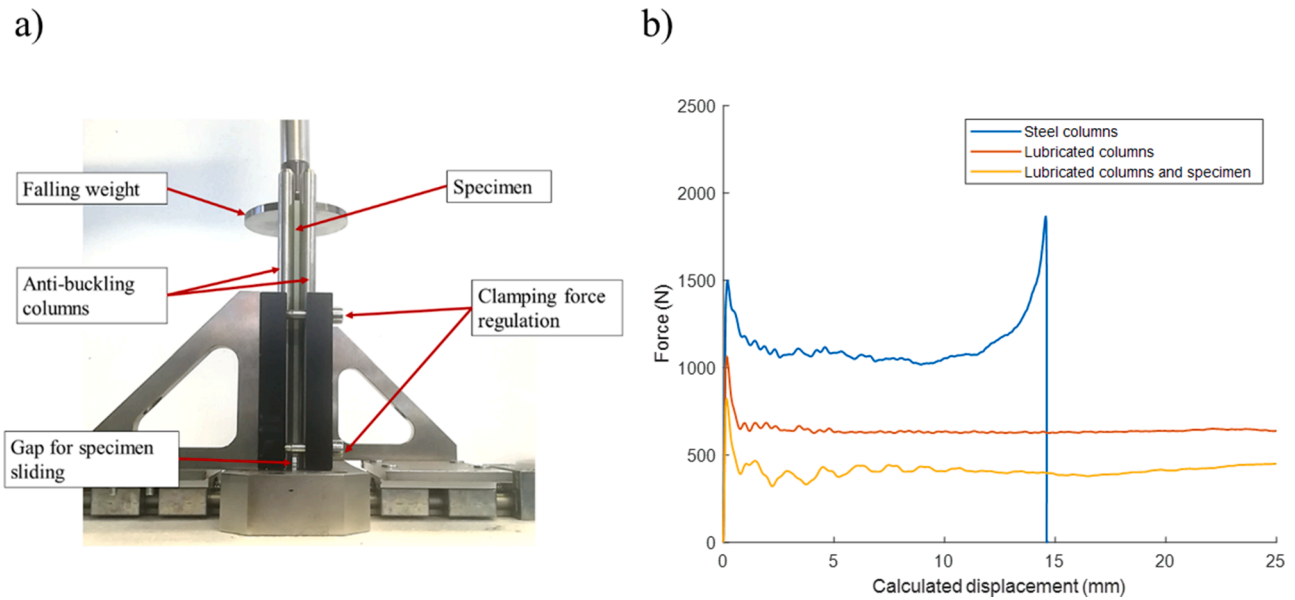 a)
Falling weight
Specimen
Anti-buckling
columns
Clamping force
regulation
Gap for specimen
sliding
b)
2500
2000
1500
1000
500
0
Force (N)
Steel columns
Lubricated columns
Lubricated columns and specimen
0
5
10
15
20
25
Calculated displacement (mm)